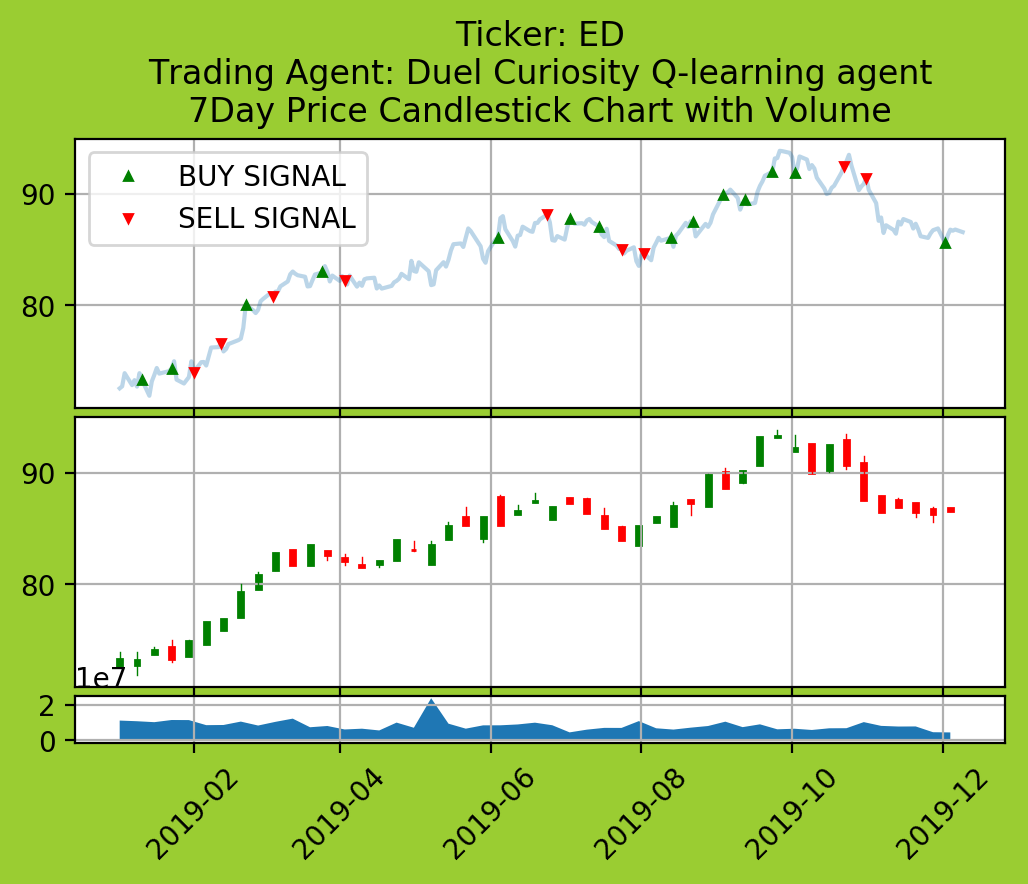 Ticker: ED
Trading Agent: Duel Curiosity Q-learning agent
7Day Price Candlestick Chart with Volume
BUY SIGNAL
SELL SIGNAL
90
80
90
80
1e7
2
0
2019-02
2019-04
2019-06
2019-08
2019-10
2019-12